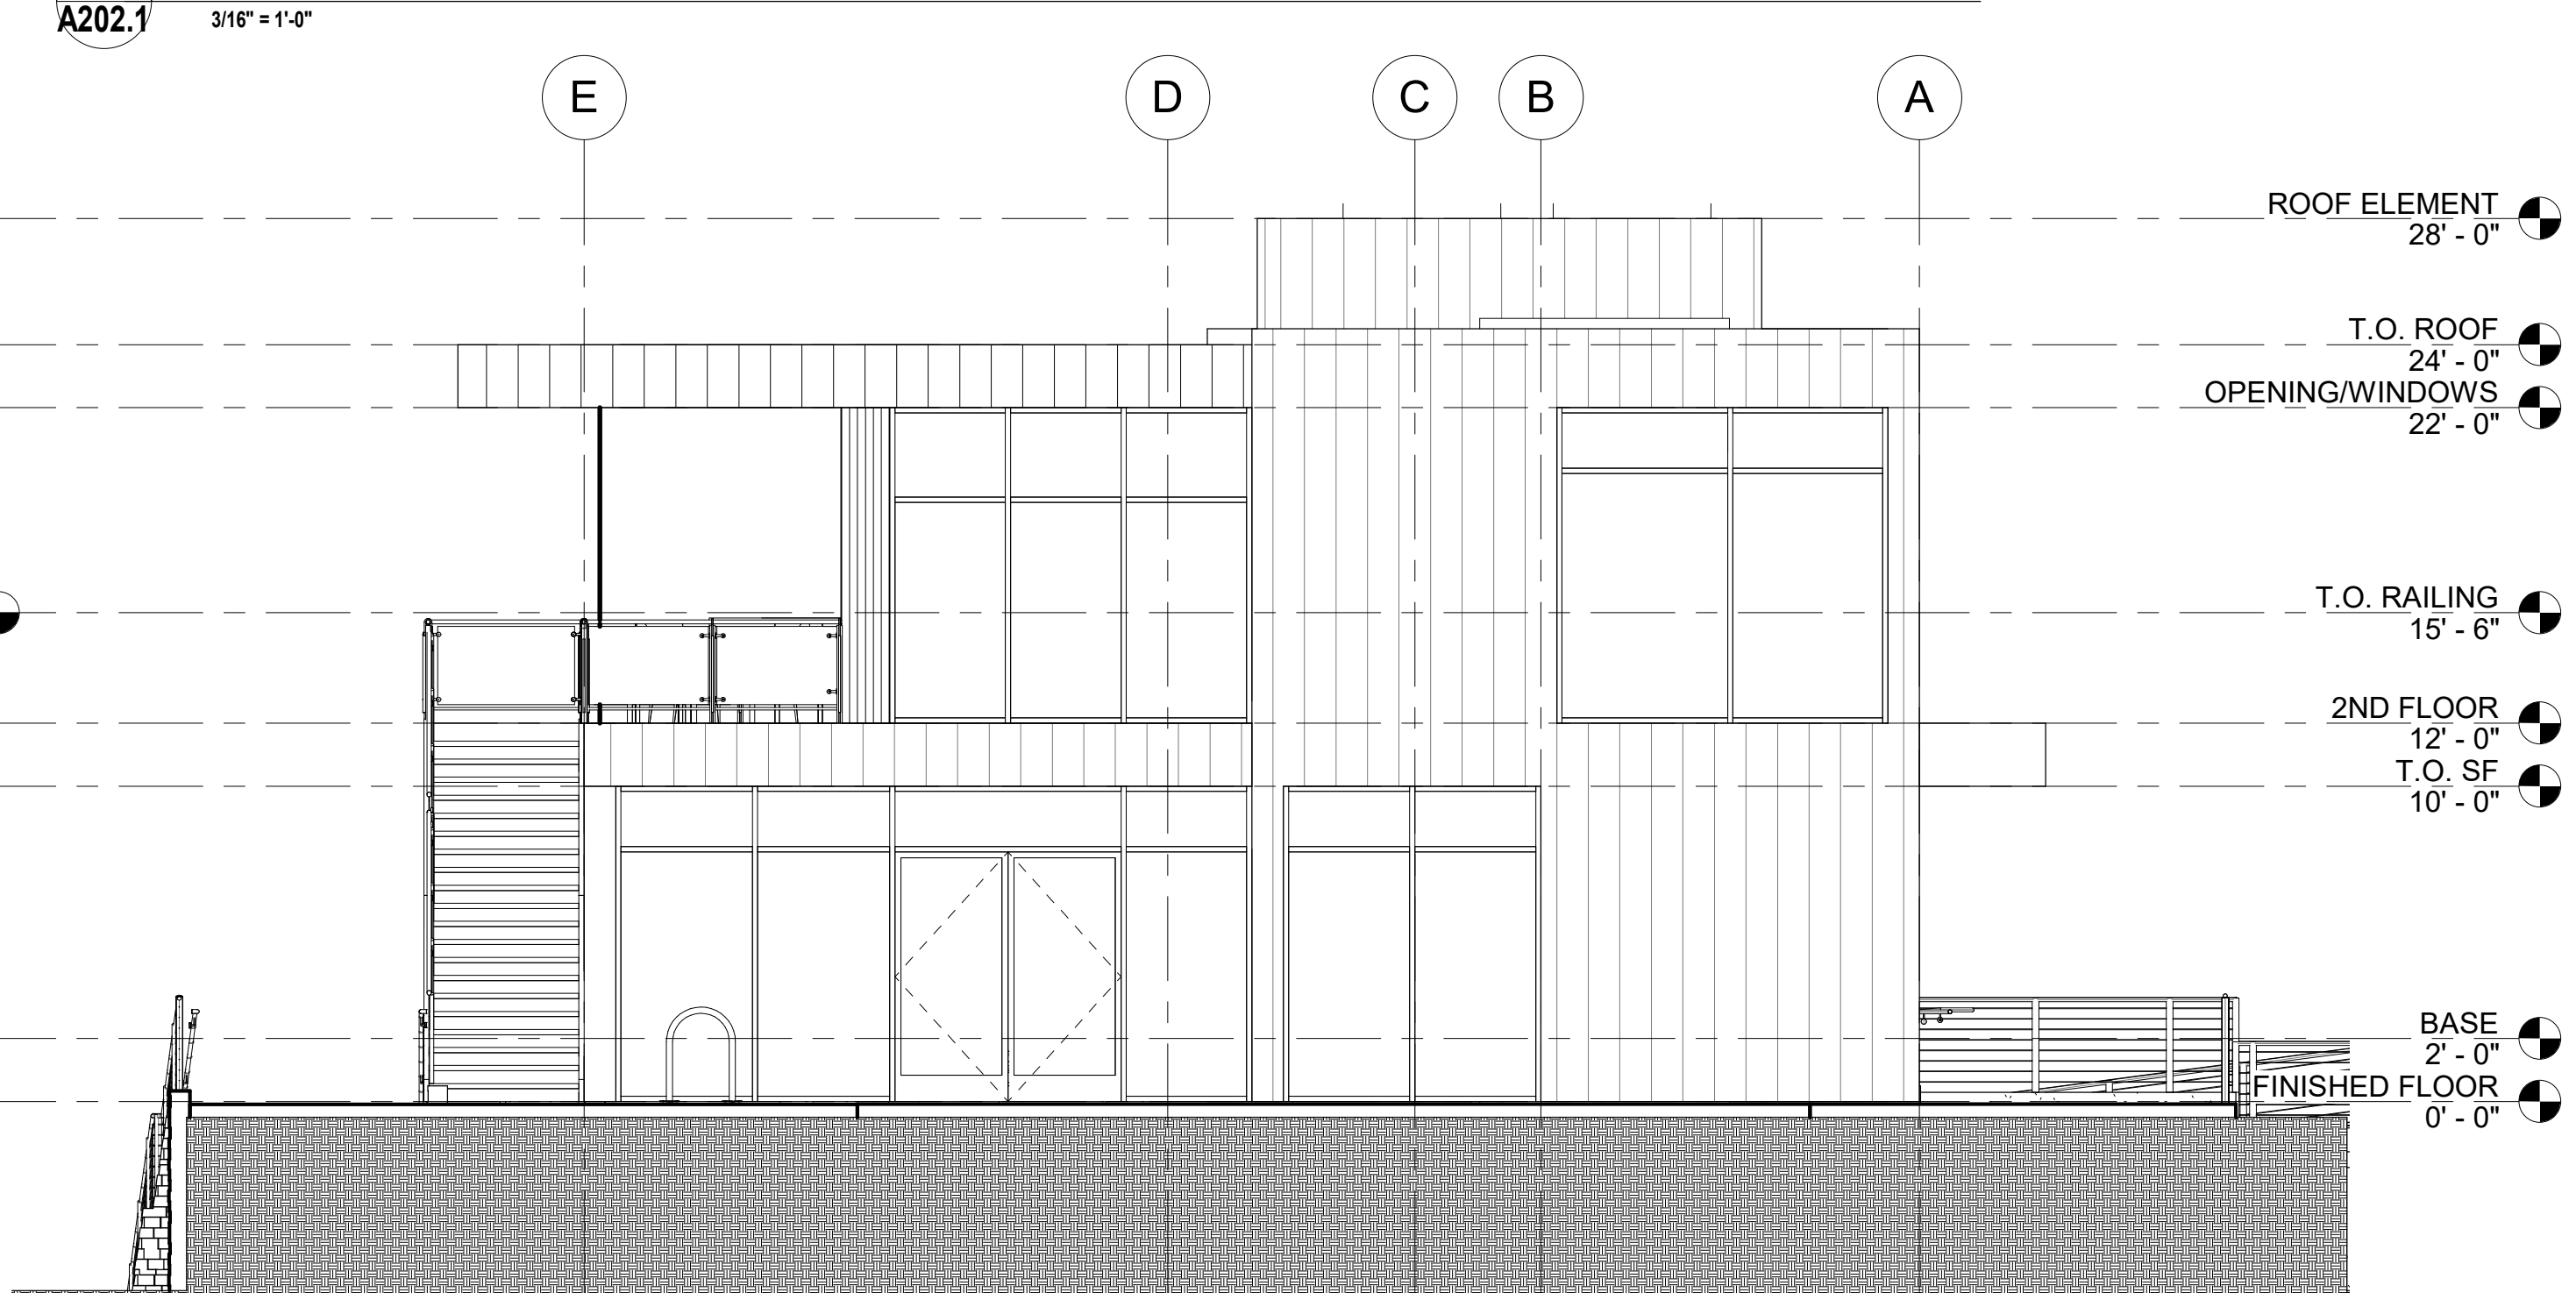 A202.1
3/16" = 1'-0"
E
D
C
B
A
ROOF ELEMENT
28' - 0"
T.O. ROOF
24' - 0"
OPENING/WINDOWS
22' - 0"
T.O. RAILING
15' - 6"
2ND FLOOR
12' - 0"
T.O. SF
10' - 0"
BASE
2' - 0"
FINISHED FLOOR
0' - 0"